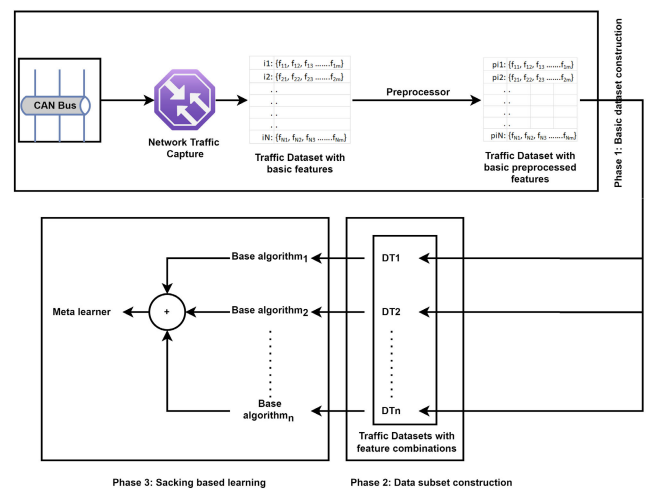 CAN Bus
Network Traffic
Capture
i1: {f11, f12, f13 .......f1m}
i2: {f21, f22, f23 .......f2m}
. .
. .
. .
. .
iN: {fN1, fN2, fN3 .......fNm}
Traffic Dataset with
basic features
Preprocessor
pi1: {f11, f12, f13 .......f1m}
pi2: {f21, f22, f23 .......f2m}
. .
. .
. .
. .
piN: {fN1, fN2, fN3 .......fNm}
Traffic Dataset with
basic preprocessed
features
Phase 1: Basic dataset construction
Base algorithm1
DT1
Meta learner
+
Base algorithm2
DT2
Base
algorithmn
DTn
Traffic Datasets with
feature combinations
Phase 3: Sacking based learning
Phase 2: Data subset construction